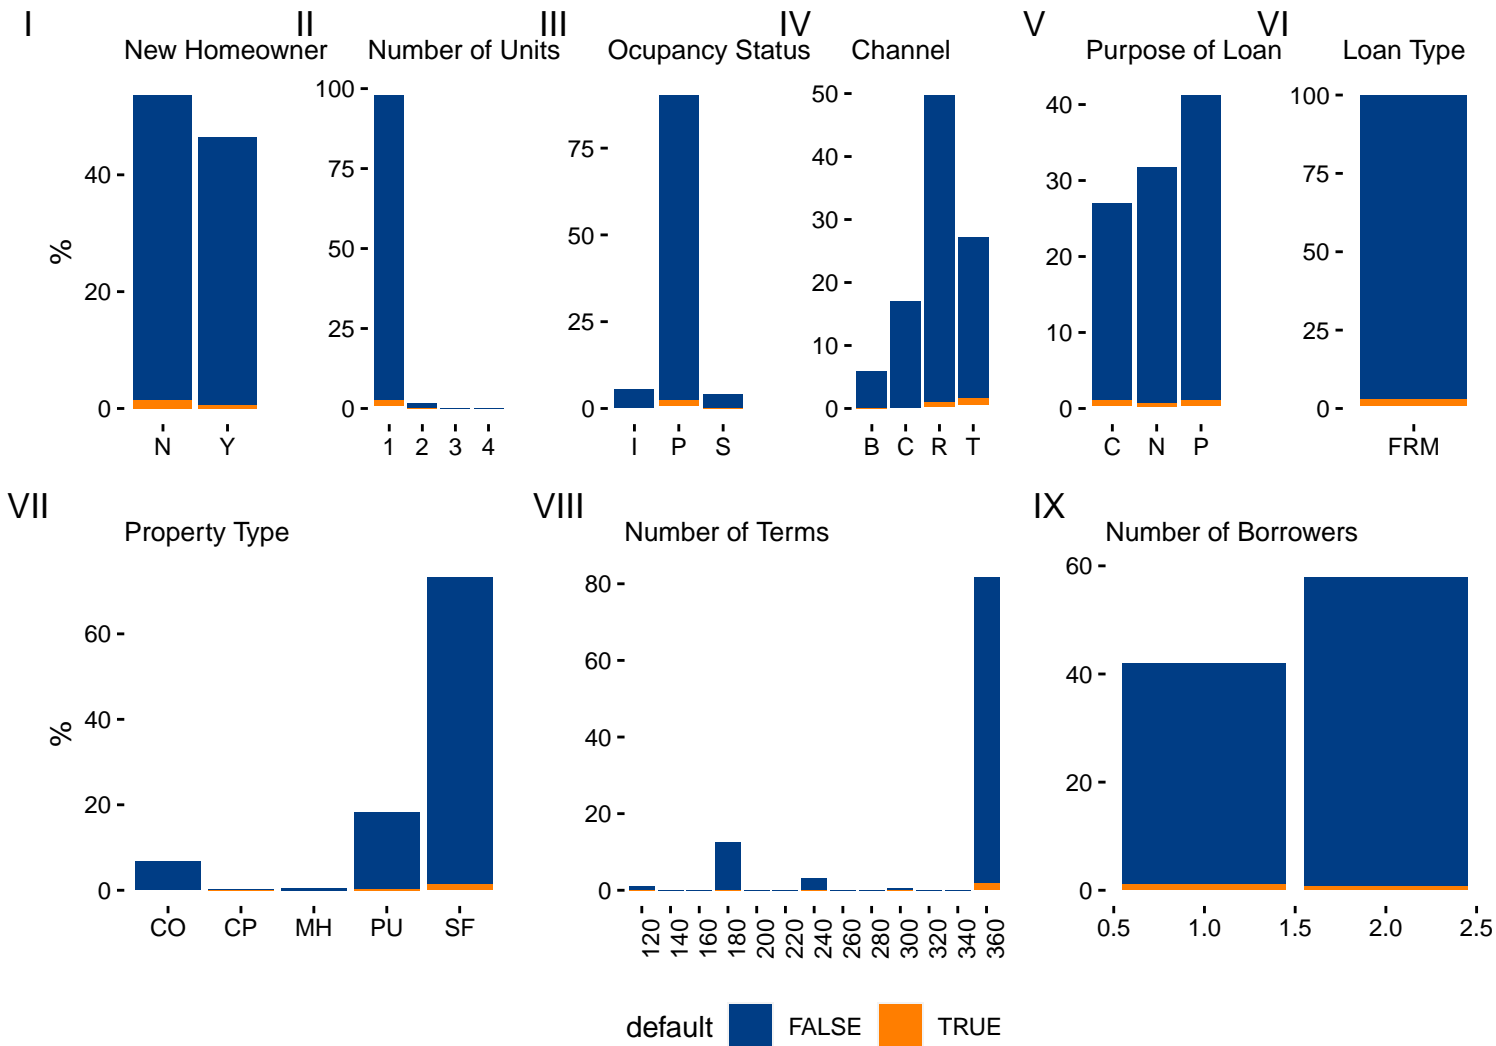 I
New Homeowner
%
40
20
0
N Y
II
Number of Units
100
75
50
25
0
1 2 3 4
III
Ocupancy Status
75
50
25
0
I P S
IV
Channel
50
40
30
20
10
0
B C R T
V
Purpose of Loan
40
30
20
10
0
C N P
VI
Loan Type
100
75
50
25
0
FRM
VII
Property Type
%
60
40
20
0
CO CP MH PU SF
VIII
Number of Terms
80
60
40
20
0
120 140 160 180 200 220 240 260 280 300 320 340 360
IX
Number of Borrowers
60
40
20
0
0.5 1.0 1.5 2.0 2.5
default FALSE TRUE